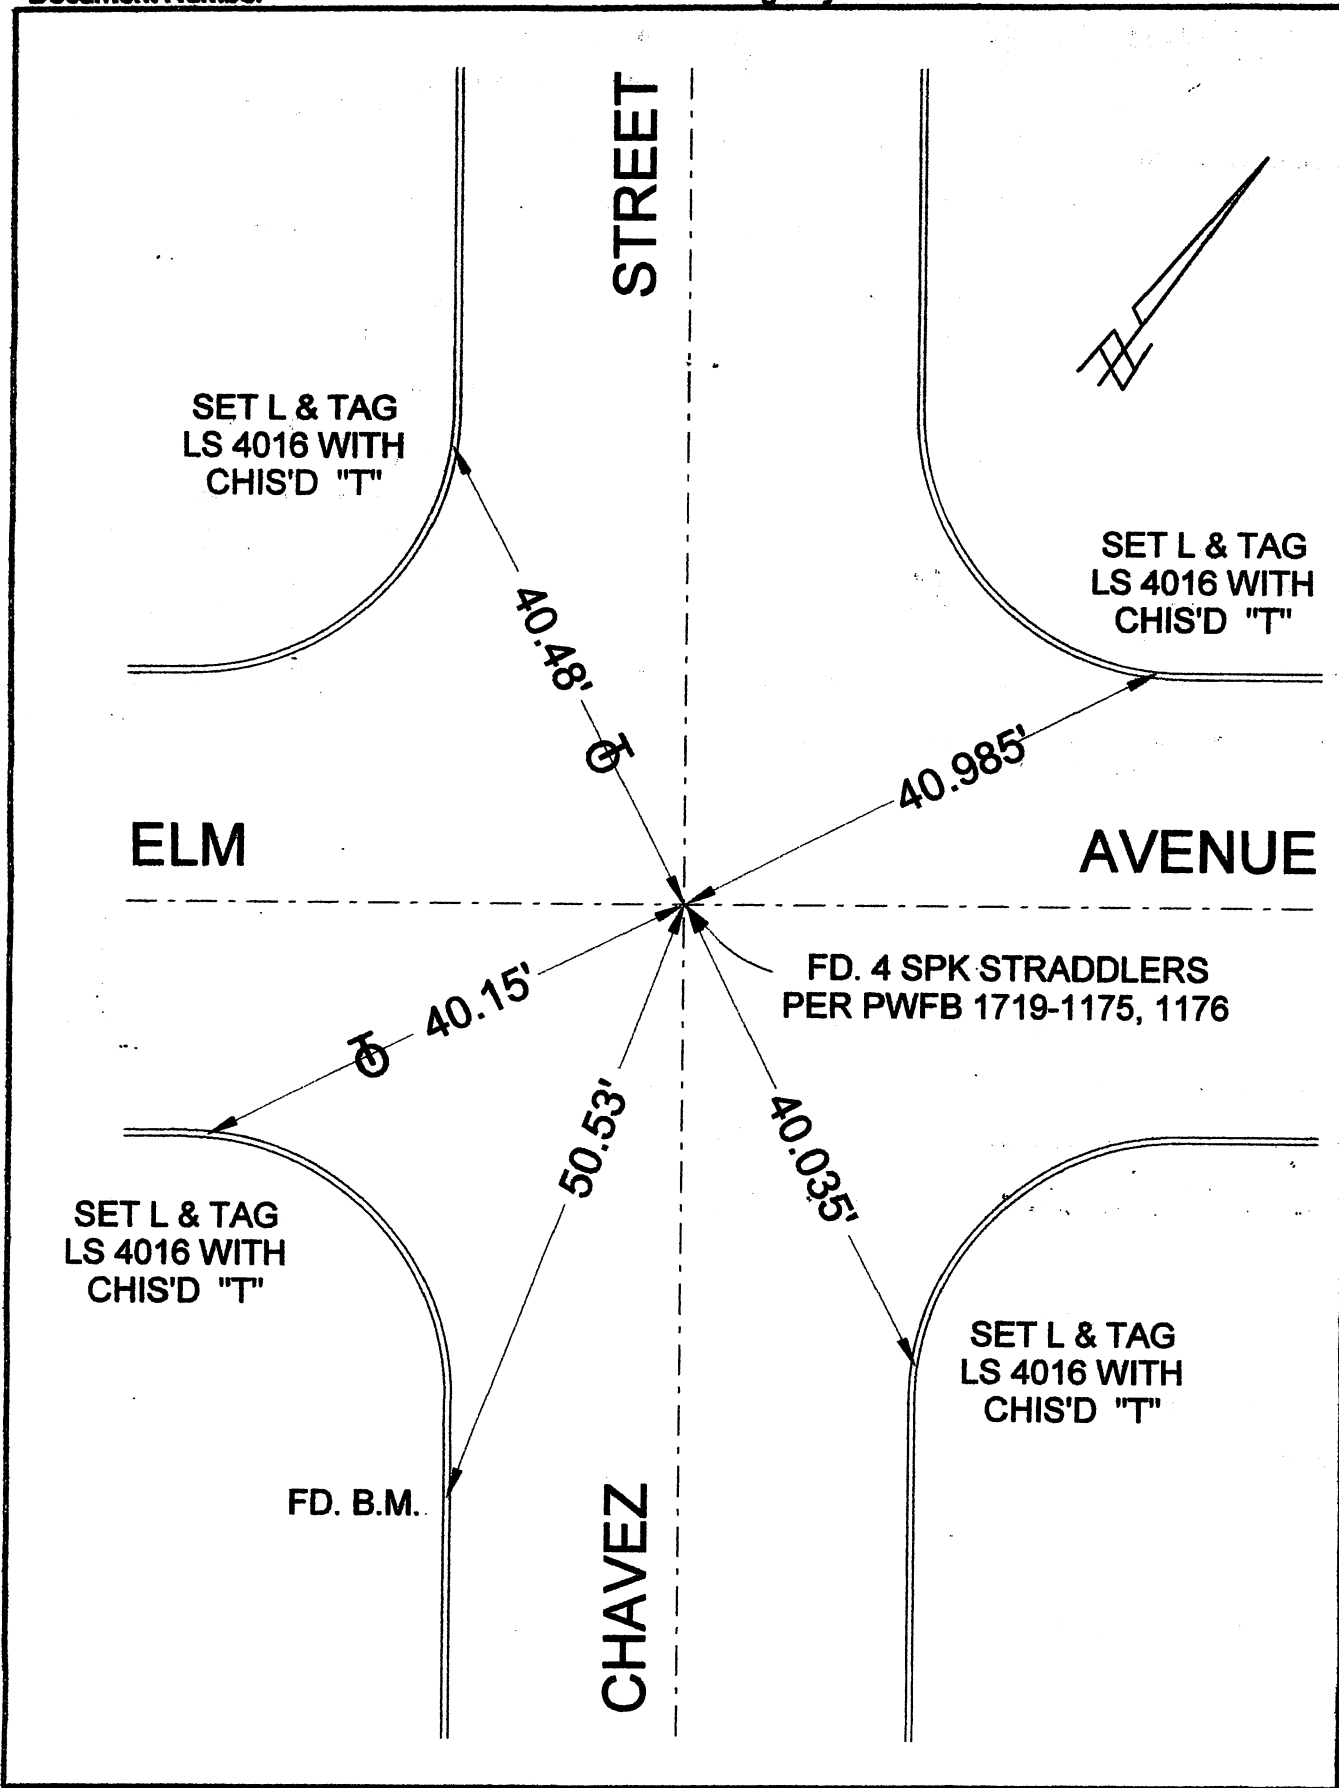 STREET
SET L & TAG
LS 4016 WITH
CHIS'D "T"
SET L & TAG
LS 4016 WITH
CHIS'D "T"
40.48'
40.985'
ELM
AVENUE
FD. 4 SPK STRADDLERS
PER PWFB 1719-1175, 1176
40.15'
50.53'
40.035'
SET L & TAG
LS 4016 WITH
CHIS'D "T"
SET L & TAG
LS 4016 WITH
CHIS'D "T"
FD. B.M.
CHAVEZ